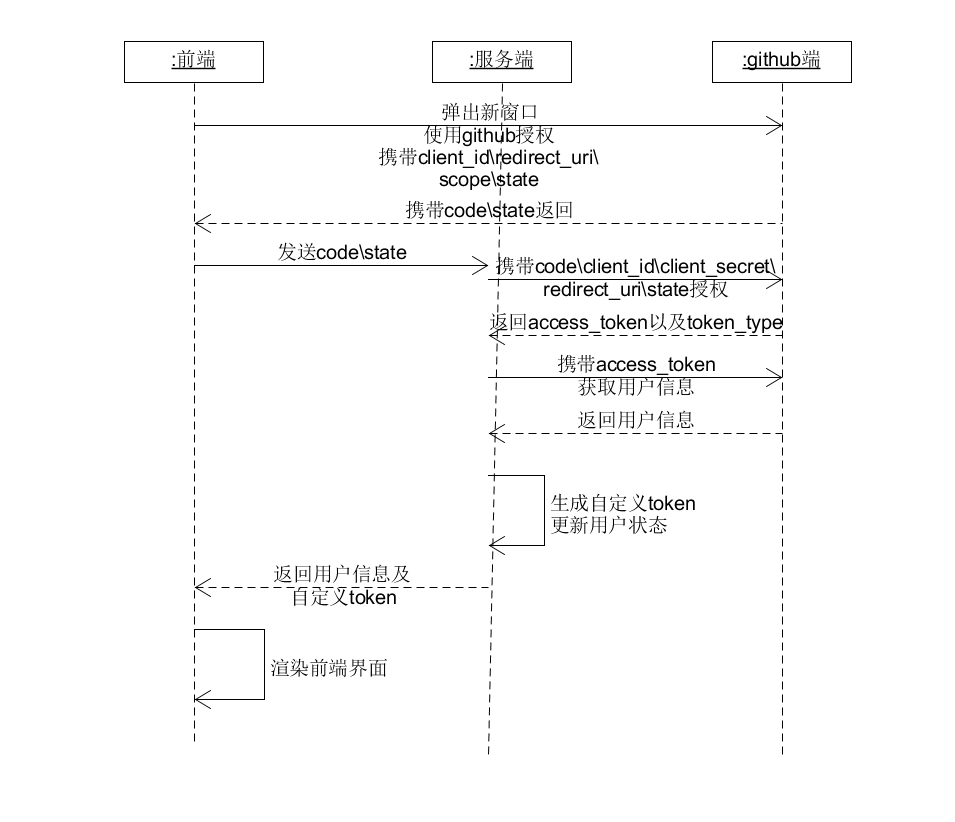 :前端
:服务端
:github端
弹出新窗口
使用github授权
携带client_id\redirect_uri\
scope\state
携带code\state返回
发送code\state
携带code\client_id\client_secret\
redirect_uri\state授权
返回access_token以及token_type
携带access_token
获取用户信息
返回用户信息
生成自定义token
更新用户状态
返回用户信息及
自定义token
渲染前端界面